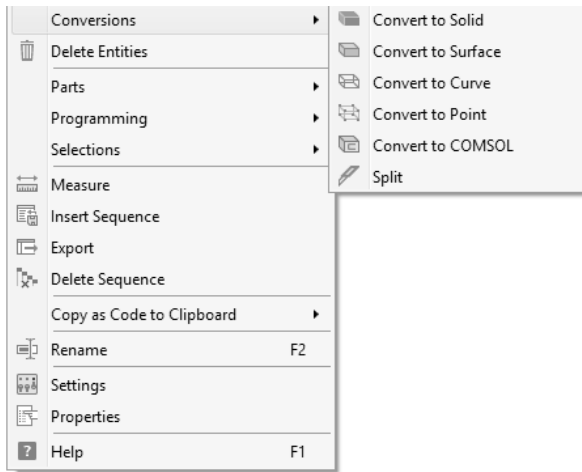 Conversions
Delete Entities
Parts
Programming
Selections
Measure
Insert Sequence
Export
Delete Sequence
Copy as Code to Clipboard
Rename F2
Settings
Properties
Help F1
Convert to Solid
Convert to Surface
Convert to Curve
Convert to Point
Convert to COMSOL
Split